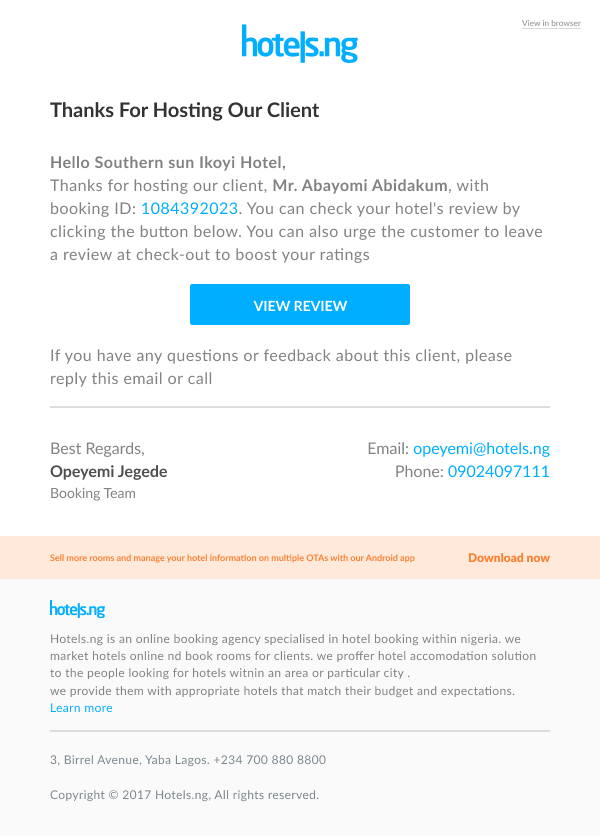 View in browser
hotels.ng
Thanks For Hosting Our Client
Hello Southern sun Ikoyi Hotel,
Thanks for hosting our client, Mr. Abayomi Abidakum, with
booking ID: 1084392023. You can check your hotel's review by
clicking the button below. You can also urge the customer to leave
a review at check-out to boost your ratings
VIEW REVIEW
If you have any questions or feedback about this client, please
reply this email or call
Best Regards,
Opeyemi Jegede
Booking Team
Email: opeyemi@hotels.ng
Phone: 09024097111
Sell more rooms and manage your hotel information on multiple OTAs with our Android app
Download now
hotels.ng
Hotels.ng is an online booking agency specialised in hotel booking within nigeria. we
market hotels online nd book rooms for clients. we proffer hotel accomodation solution
to the people looking for hotels witnin an area or particular city .
we provide them with appropriate hotels that match their budget and expectations.
Learn more
3, Birrel Avenue, Yaba Lagos. +234 700 880 8800
Copyright © 2017 Hotels.ng, All rights reserved.